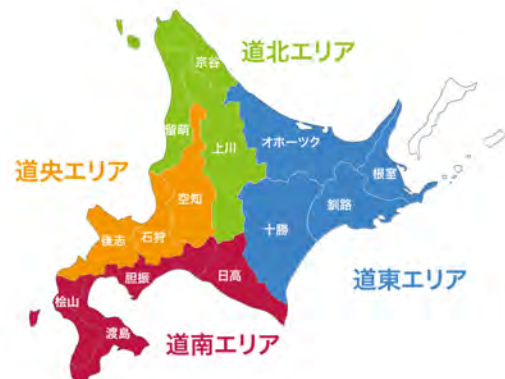 道北エリア
宗谷
留萌
上川
オホーツク
根室
釧路
十勝
道東エリア
道央エリア
空知
石狩
後志
胆振
日高
桧山
渡島
道南エリア